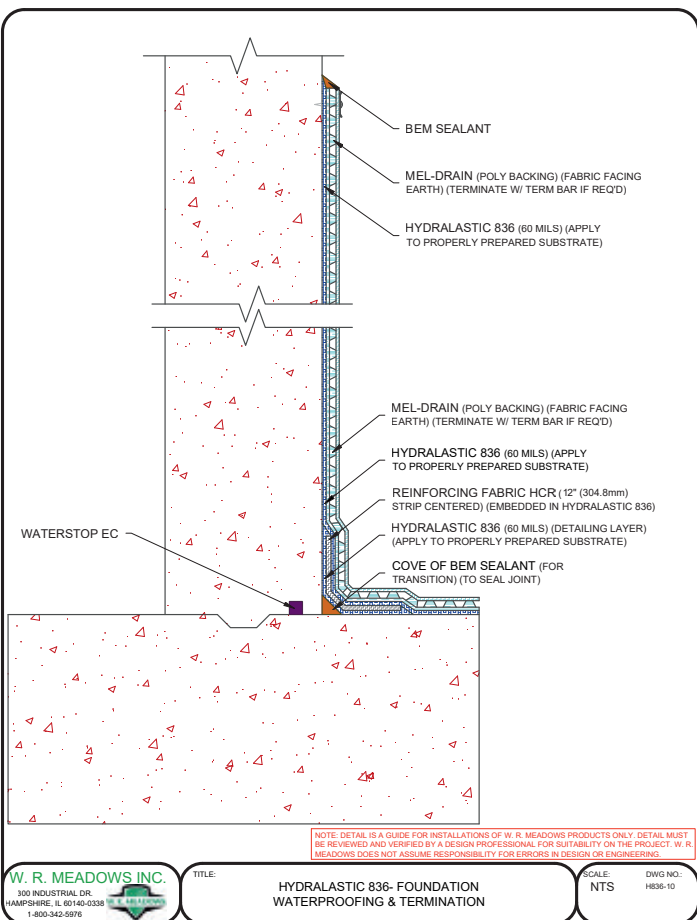 BEM SEALANT
MEL-DRAIN (POLY BACKING) (FABRIC FACING
EARTH) (TERMINATE W/ TERM BAR IF REQ'D)
HYDRALASTIC 836 (60 MILS) (APPLY
TO PROPERLY PREPARED SUBSTRATE)
MEL-DRAIN (POLY BACKING) (FABRIC FACING
EARTH) (TERMINATE W/ TERM BAR IF REQ'D)
HYDRALASTIC 836 (60 MILS) (APPLY
TO PROPERLY PREPARED SUBSTRATE)
REINFORCING FABRIC HCR (12" (304.8mm)
STRIP CENTERED) (EMBEDDED IN HYDRALASTIC 836)
HYDRALASTIC 836 (60 MILS) (DETAILING LAYER)
(APPLY TO PROPERLY PREPARED SUBSTRATE)
WATERSTOP EC
COVE OF BEM SEALANT (FOR
TRANSITION) (TO SEAL JOINT)
NOTE: DETAIL IS A GUIDE FOR INSTALLATIONS OF W. R. MEADOWS PRODUCTS ONLY. DETAIL MUST
BE REVIEWED AND VERIFIED BY A DESIGN PROFESSIONAL FOR SUITABILITY ON THE PROJECT. W. R.
MEADOWS DOES NOT ASSUME RESPONSIBILITY FOR ERRORS IN DESIGN OR ENGINEERING.
W. R. MEADOWS INC.
300 INDUSTRIAL DR.
HAMPSHIRE, IL 60140-0338
1-800-342-5976
W. R. MEADOWS
TITLE:
HYDRALASTIC 836- FOUNDATION
WATERPROOFING & TERMINATION
SCALE:
NTS
DWG NO.:
H836-10